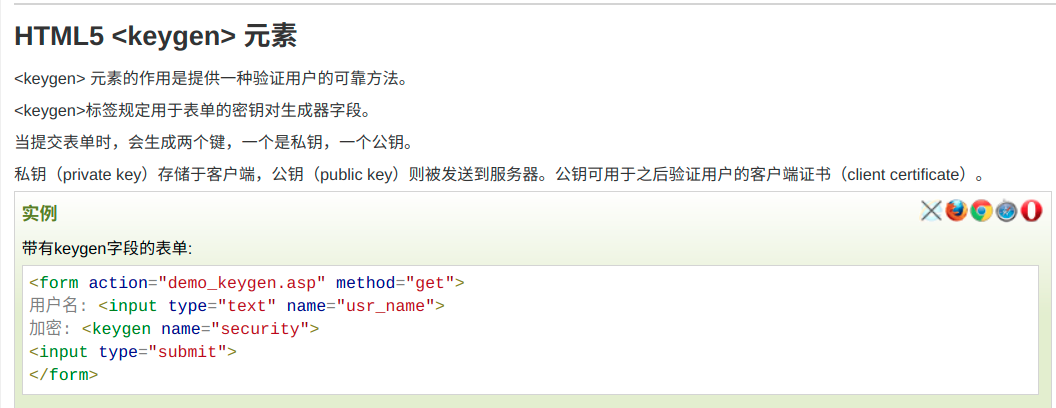 HTML5 <keygen> 元素
<keygen> 元素的作用是提供一种验证用户的可靠方法。
<keygen>标签规定用于表单的密钥对生成器字段。
当提交表单时，会生成两个键，一个是私钥，一个公钥。
私钥（private key）存储于客户端，公钥（public key）则被发送到服务器。公钥可用于之后验证用户的客户端证书（client certificate）。
实例
带有keygen字段的表单:
<form action="demo_keygen.asp" method="get">
用户名: <input type="text" name="usr_name">
加密: <keygen name="security">
<input type="submit">
</form>